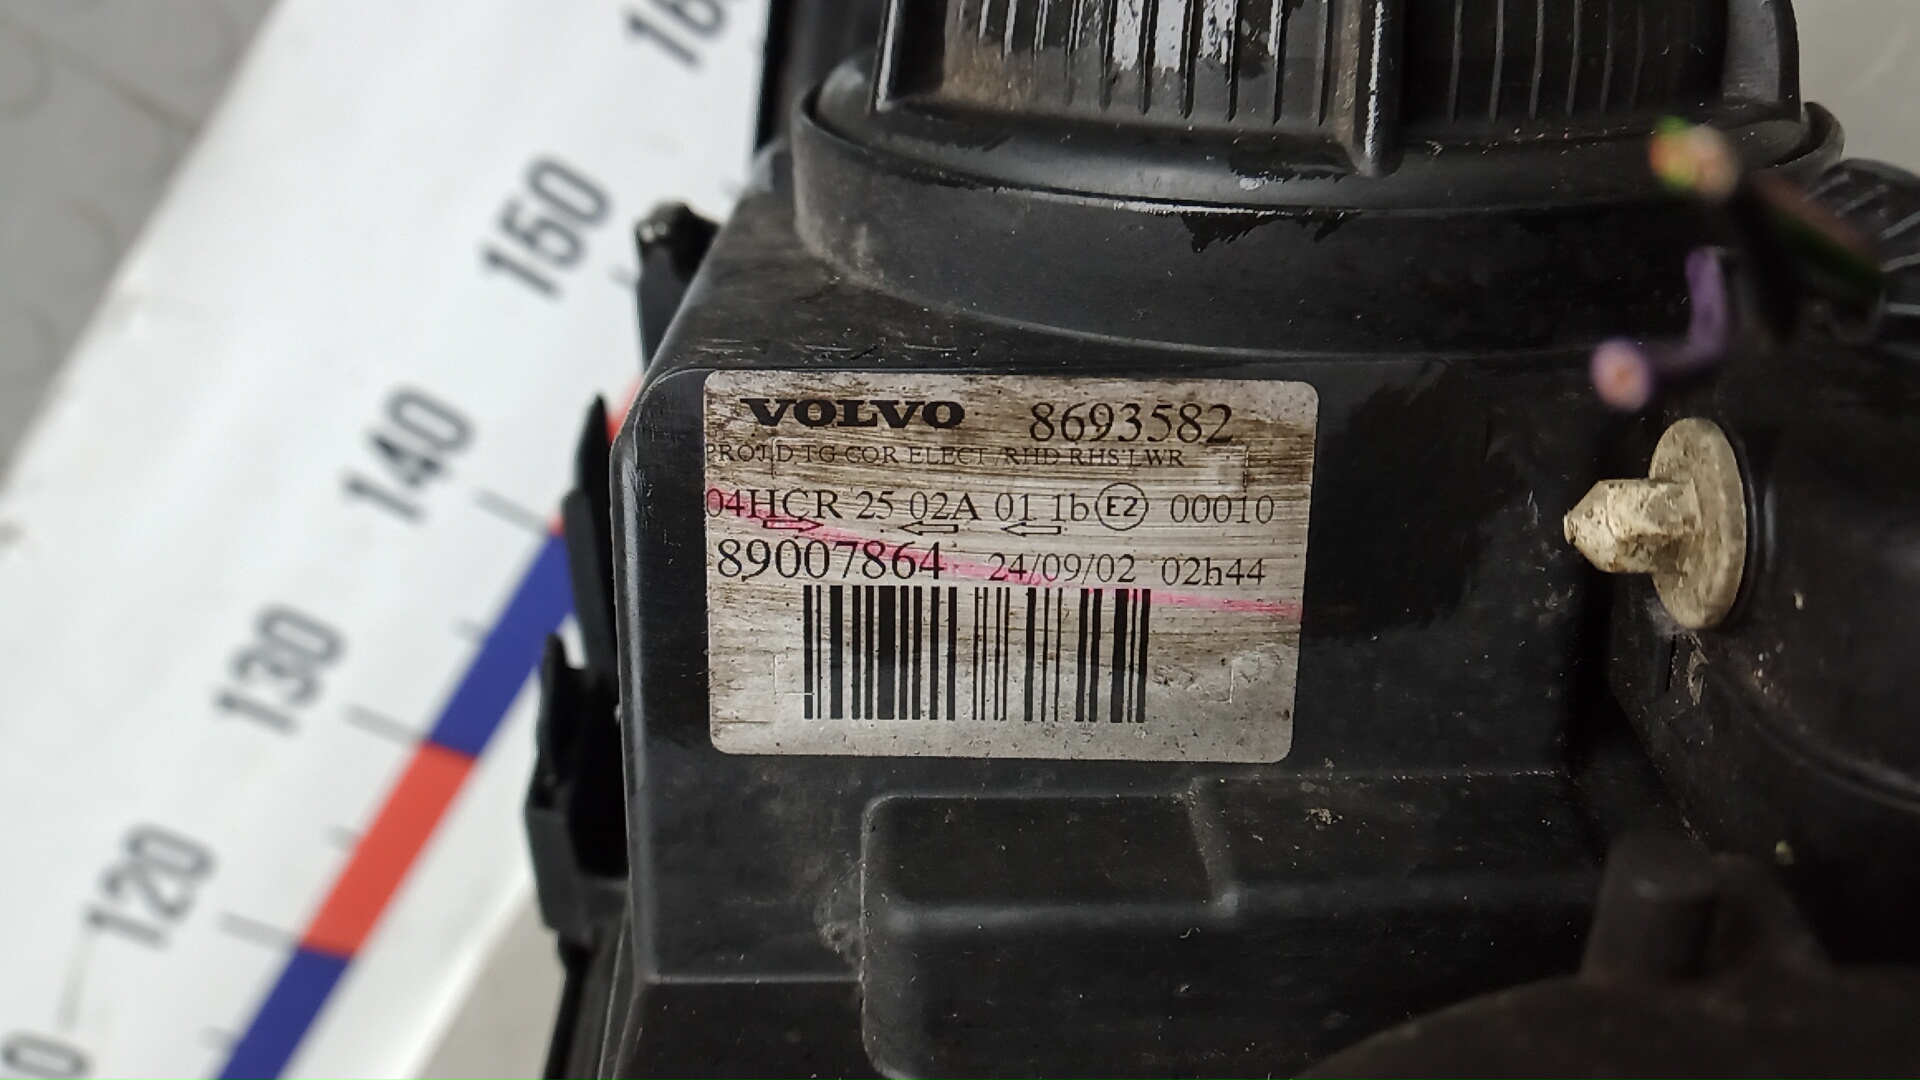 160
150
140
130
120
VOLVO 8693582
PROJ D TG COR ELECT /RHD RHS LWR
04HCR 25 02A 01 1b E2 00010
89007864 24/09/02 02h44